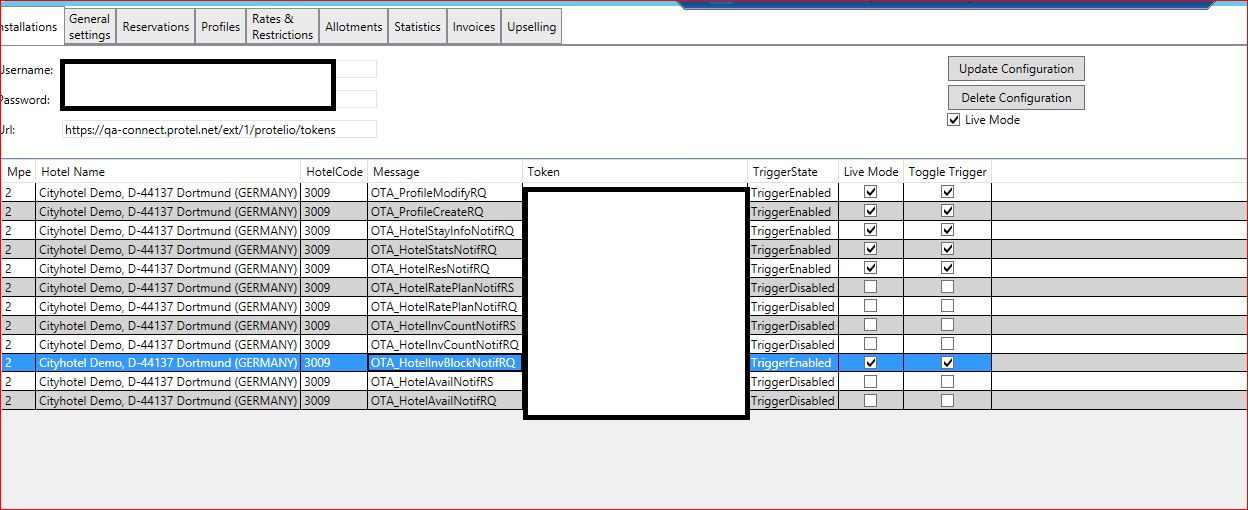 nstallations
General settings
Reservations
Profiles
Rates & Restrictions
Allotments
Statistics
Invoices
Upselling
Username:
Password:
Url: https://qa-connect.protel.net/ext/1/protelio/tokens
Update Configuration
Delete Configuration
Live Mode
Mpe Hotel Name HotelCode Message Token TriggerState Live Mode Toggle Trigger
2 Cityhotel Demo, D-44137 Dortmund (GERMANY) 3009 OTA_ProfileModifyRQ TriggerEnabled
2 Cityhotel Demo, D-44137 Dortmund (GERMANY) 3009 OTA_ProfileCreateRQ TriggerEnabled
2 Cityhotel Demo, D-44137 Dortmund (GERMANY) 3009 OTA_HotelStayInfoNotifRQ TriggerEnabled
2 Cityhotel Demo, D-44137 Dortmund (GERMANY) 3009 OTA_HotelStatsNotifRQ TriggerEnabled
2 Cityhotel Demo, D-44137 Dortmund (GERMANY) 3009 OTA_HotelResNotifRQ TriggerEnabled
2 Cityhotel Demo, D-44137 Dortmund (GERMANY) 3009 OTA_HotelRatePlanNotifRS TriggerDisabled
2 Cityhotel Demo, D-44137 Dortmund (GERMANY) 3009 OTA_HotelRatePlanNotifRQ TriggerDisabled
2 Cityhotel Demo, D-44137 Dortmund (GERMANY) 3009 OTA_HotelInvCountNotifRS TriggerDisabled
2 Cityhotel Demo, D-44137 Dortmund (GERMANY) 3009 OTA_HotelInvCountNotifRQ TriggerDisabled
2 Cityhotel Demo, D-44137 Dortmund (GERMANY) 3009 OTA_HotelInvBlockNotifRQ TriggerEnabled
2 Cityhotel Demo, D-44137 Dortmund (GERMANY) 3009 OTA_HotelAvailNotifRS TriggerDisabled
2 Cityhotel Demo, D-44137 Dortmund (GERMANY) 3009 OTA_HotelAvailNotifRQ TriggerDisabled